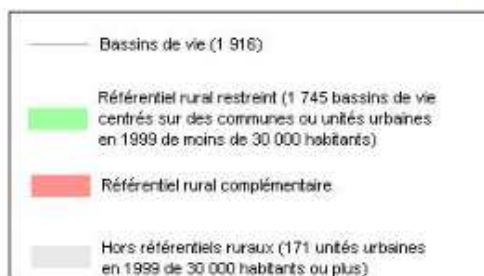 Bassins de vie (1 916)
Référentiel rural restreint (1 745 bassins de vie
centrés sur des communes ou unités urbaines
en 1999 de moins de 30 000 habitants)
Référentiel rural complémentaire
Hors référentiels ruraux (171 unités urbaines
en 1999 de 30 000 habitants ou plus)